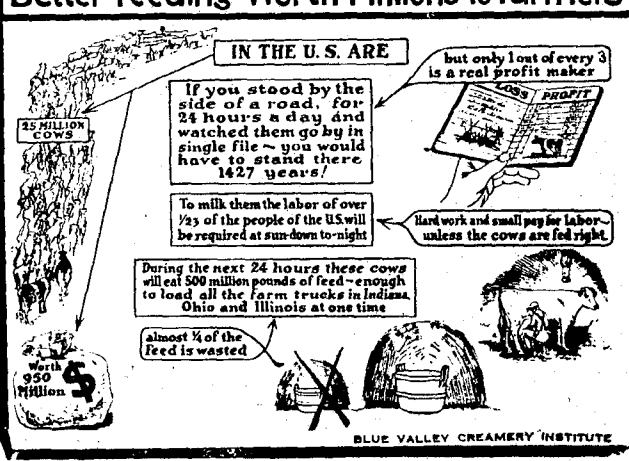 Better Feeding Worth Millions to Farmers
IN THE U.S. ARE
25 MILLION
COWS
If you stood by the
side of a road, for
24 hours a day and
watched them go by in
single file ~ you would
have to stand there
1427 years!
but only 1 out of every 3
is a real profit maker
LOSS PROFIT
To milk them the labor of over
1/25 of the people of the U.S. will
be required at sun-down to-night
Hard work and small pay for labor~
unless the cows are fed right
During the next 24 hours these cows
will eat 500 million pounds of feed-enough
to load all the farm trucks in Indiana,
Ohio and Illinois at one time
almost 1/4 of the
feed is wasted
Worth
950
Million $
BLUE VALLEY CREAMERY INSTITUTE